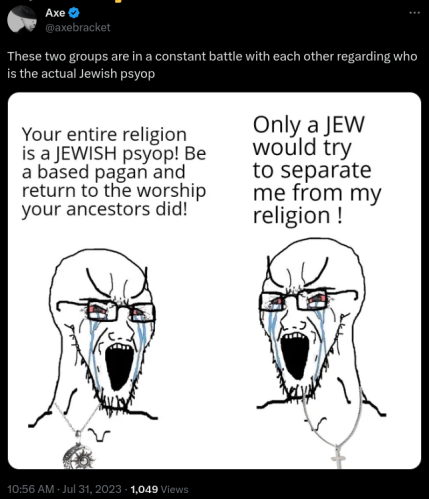 Axe
@axebracket
These two groups are in a constant battle with each other regarding who
is the actual Jewish psyop
Your entire religion
is a JEWISH psyop! Be
a based pagan and
return to the worship
your ancestors did!
Only a JEW
would try
to separate
me from my
religion !
10:56 AM · Jul 31, 2023 · 1,049 Views